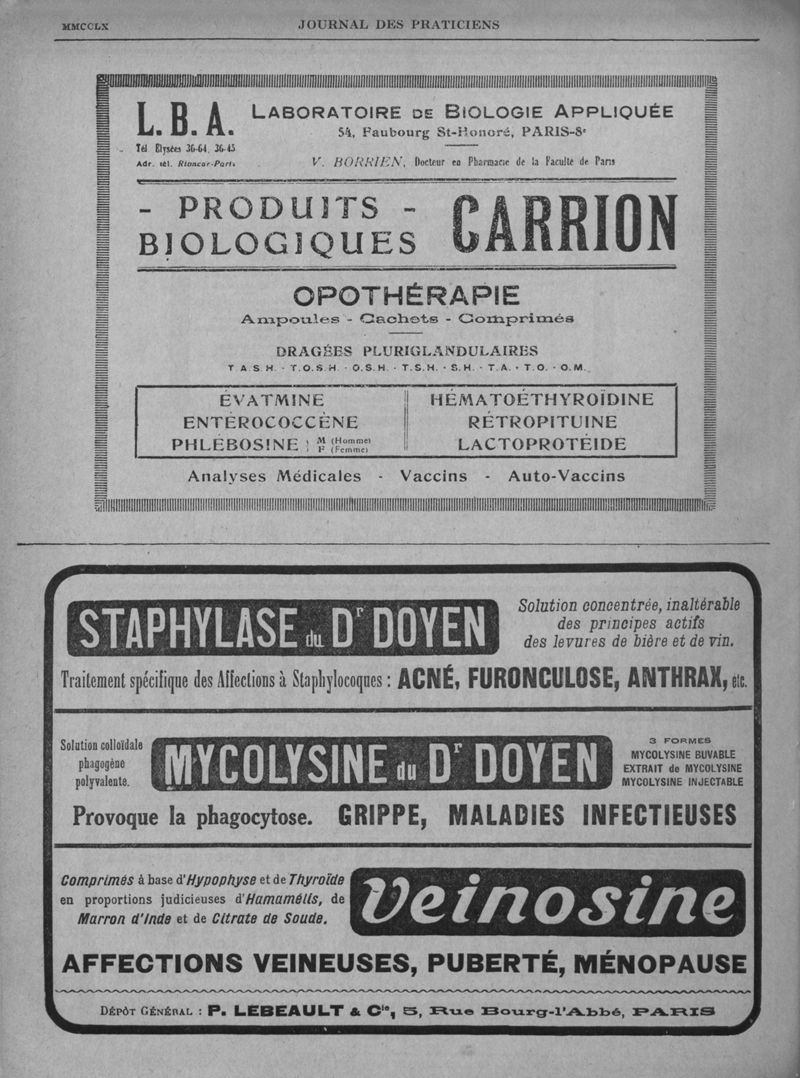 MMCCLX
JOURNAL DES PRATICIENS
L.B.A.
LABORATOIRE DE BIOLOGIE APPLIQUÉE
54, Faubourg St-Honoré, PARIS-8e
Tél Elysées 36-64, 36-45
Adr. tél. Rioncar-Paris
V. BORRIEN, Docteur en Pharmacie de la Faculté de Paris
- PRODUITS -
BIOLOGIQUES
CARRION
OPOTHÉRAPIE
Ampoules - Cachets - Comprimés
DRAGÉES PLURIGLANDULAIRES
T.A.S.H. - T.O.S.H. - O.S.H. - T.S.H. - S.H. - T.A. - T.O. - O.M.
ÉVATMINE
ENTÉROCOCCÈNE
PHLÉBOSINE } M (Homme)
F (Femme)
HÉMATOÉTHYROÏDINE
RÉTROPITUINE
LACTOPROTÉIDE
Analyses Médicales - Vaccins - Auto-Vaccins
STAPHYLASE du Dr DOYEN
Solution concentrée, inaltérable
des principes actifs
des levures de bière et de vin.
Traitement spécifique des Affections à Staphylocoques : ACNÉ, FURONCULOSE, ANTHRAX, etc.
Solution colloïdale
phagogène
polyvalente.
MYCOLYSINE du Dr DOYEN
3 FORMES
MYCOLYSINE BUVABLE
EXTRAIT de MYCOLYSINE
MYCOLYSINE INJECTABLE
Provoque la phagocytose. GRIPPE, MALADIES INFECTIEUSES
Comprimés à base d'Hypophyse et de Thyroïde
en proportions judicieuses d'Hamamélis, de
Marron d'Inde et de Citrate de Soude.
Veinosine
AFFECTIONS VEINEUSES, PUBERTÉ, MÉNOPAUSE
DÉPÔT GÉNÉRAL : P. LEBEAULT & Cie, 5, Rue Bourg-l'Abbé, PARIS